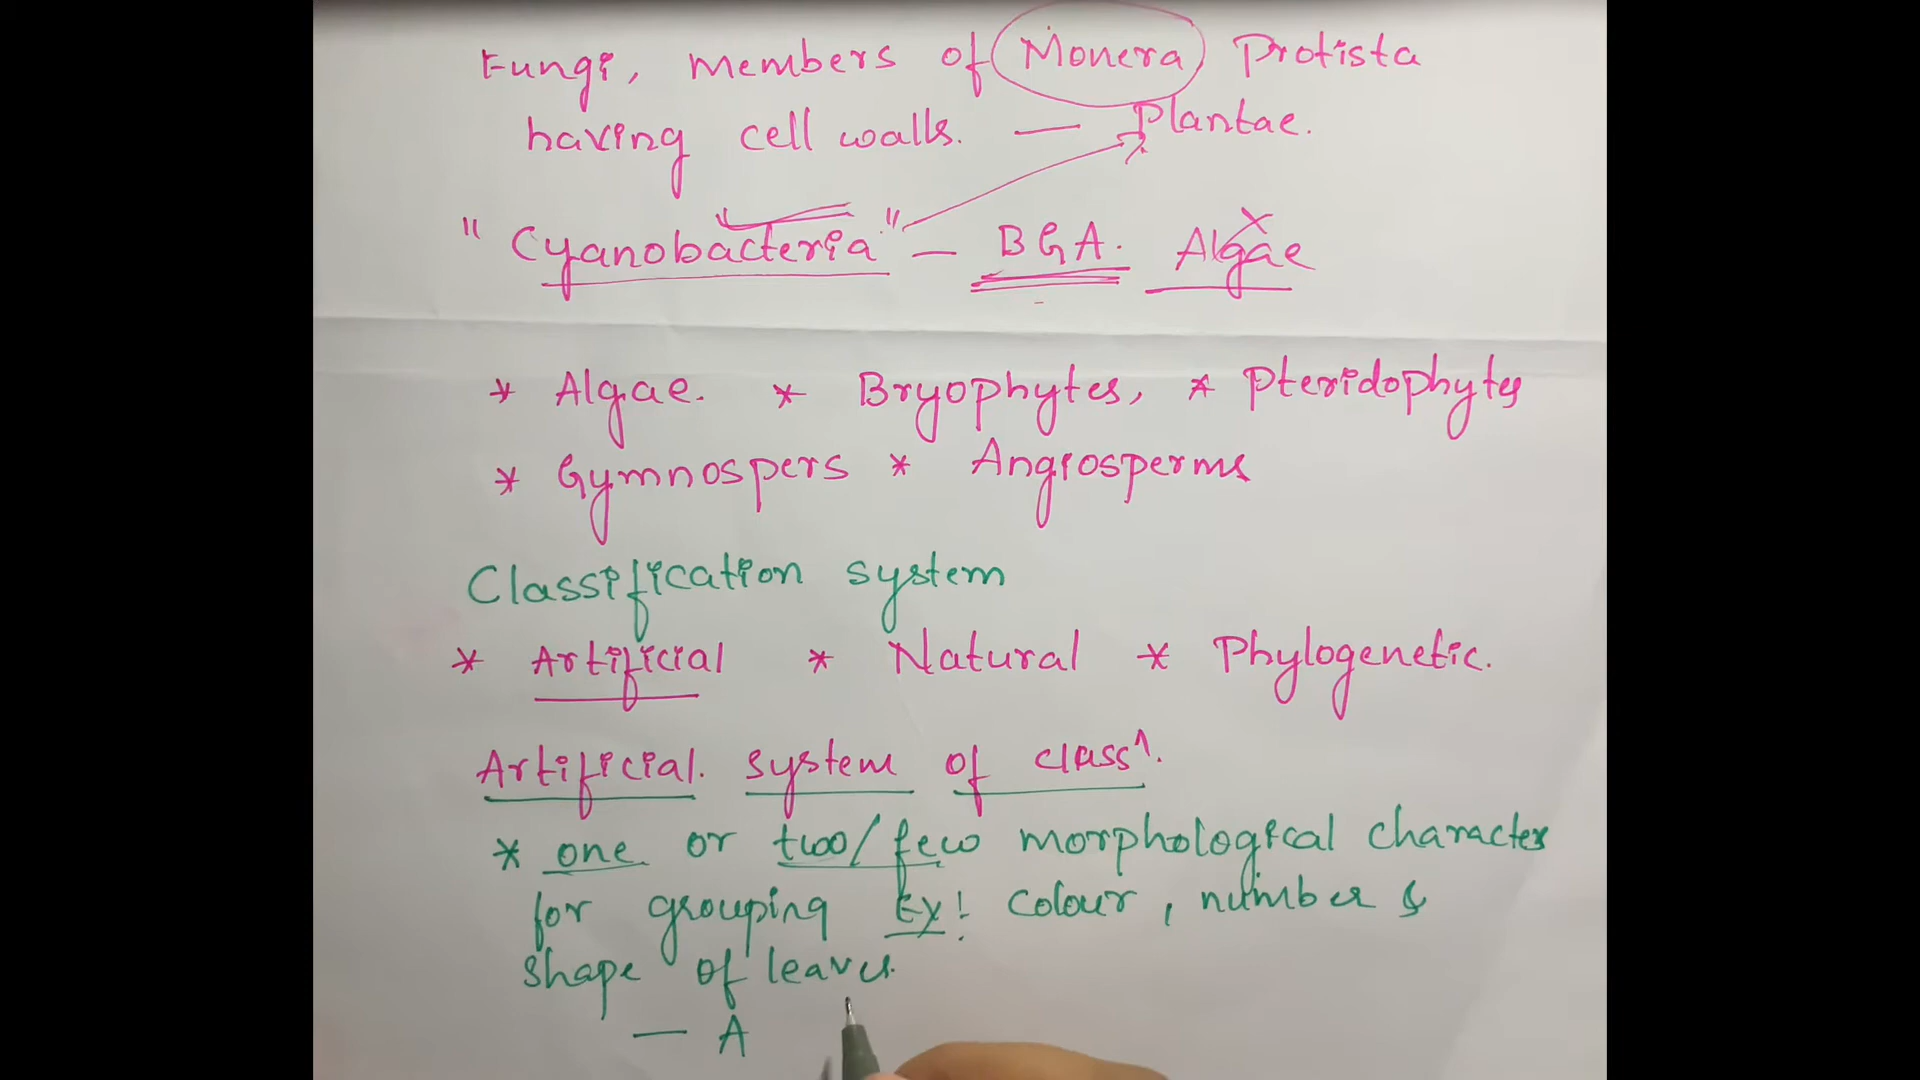 Fungi, members of Monera Protista
having cell walls. — Plantae.
"Cyanobacteria" — BGA. Algae
* Algae. * Bryophytes, * Pteridophytes
* Gymnospers * Angiosperms
Classification system
* Artificial * Natural * Phylogenetic.
Artificial. system of class^.
* one or two/few morphological character
for grouping Ex! Colour, number &
shape of leaves.
— A